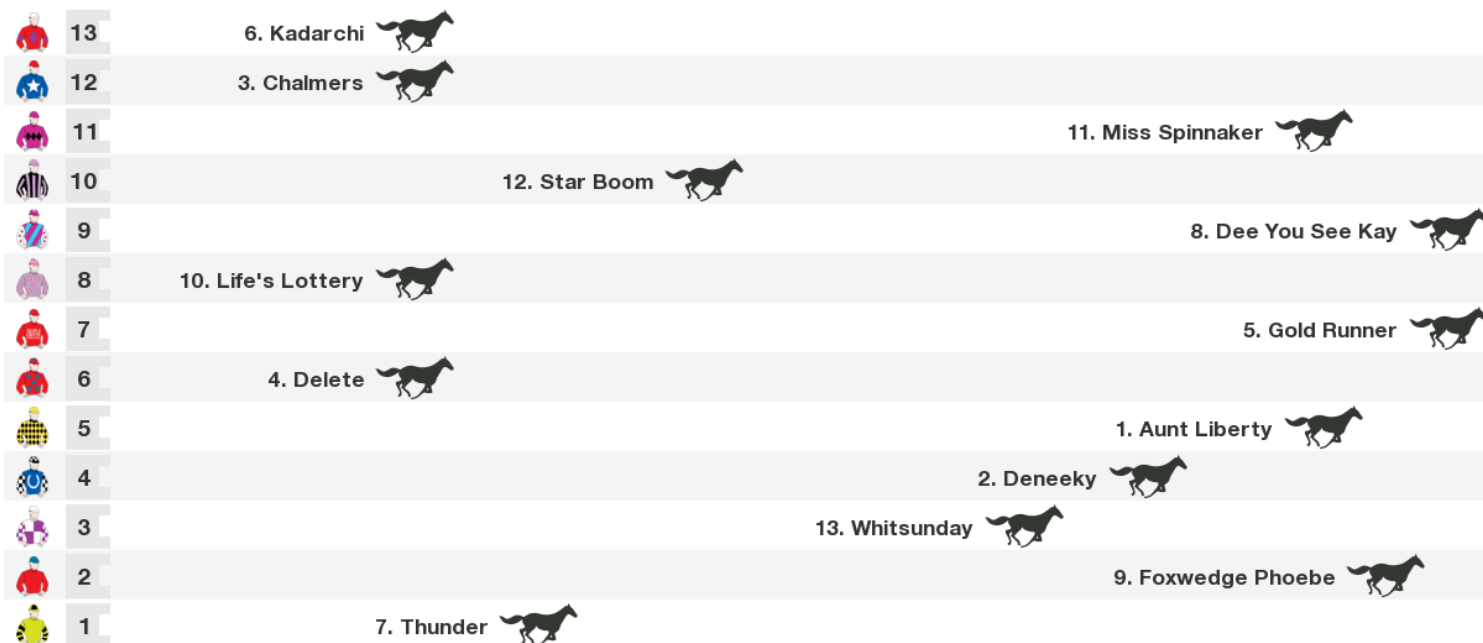 13 6. Kadarchi
12 3. Chalmers
11 11. Miss Spinnaker
10 12. Star Boom
9 8. Dee You See Kay
8 10. Life's Lottery
7 5. Gold Runner
6 4. Delete
5 1. Aunt Liberty
4 2. Deneeky
3 13. Whitsunday
2 9. Foxwedge Phoebe
1 7. Thunder